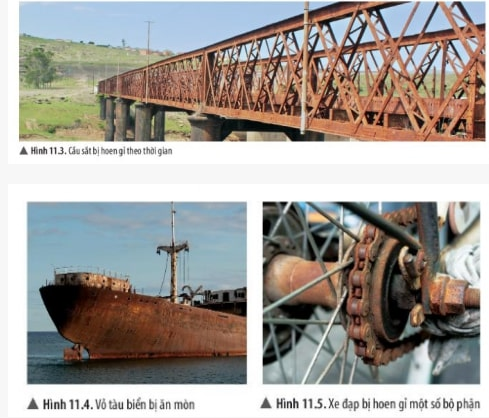 ▲ Hình 11.3. Cầu sắt bị hoen gỉ theo thời gian
▲ Hình 11.4. Vỏ tàu biển bị ăn mòn
▲ Hình 11.5. Xe đạp bị hoen gỉ một số bộ phận